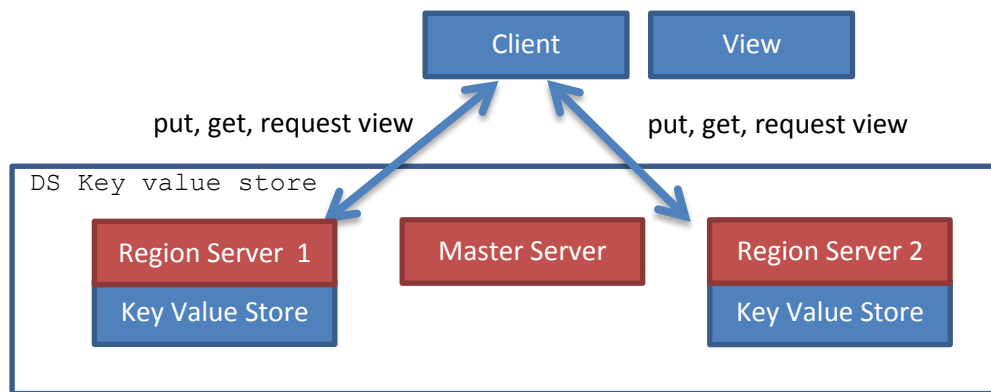 Client
View
put, get, request view
put, get, request view
DS Key value store
Region Server 1
Master Server
Region Server 2
Key Value Store
Key Value Store